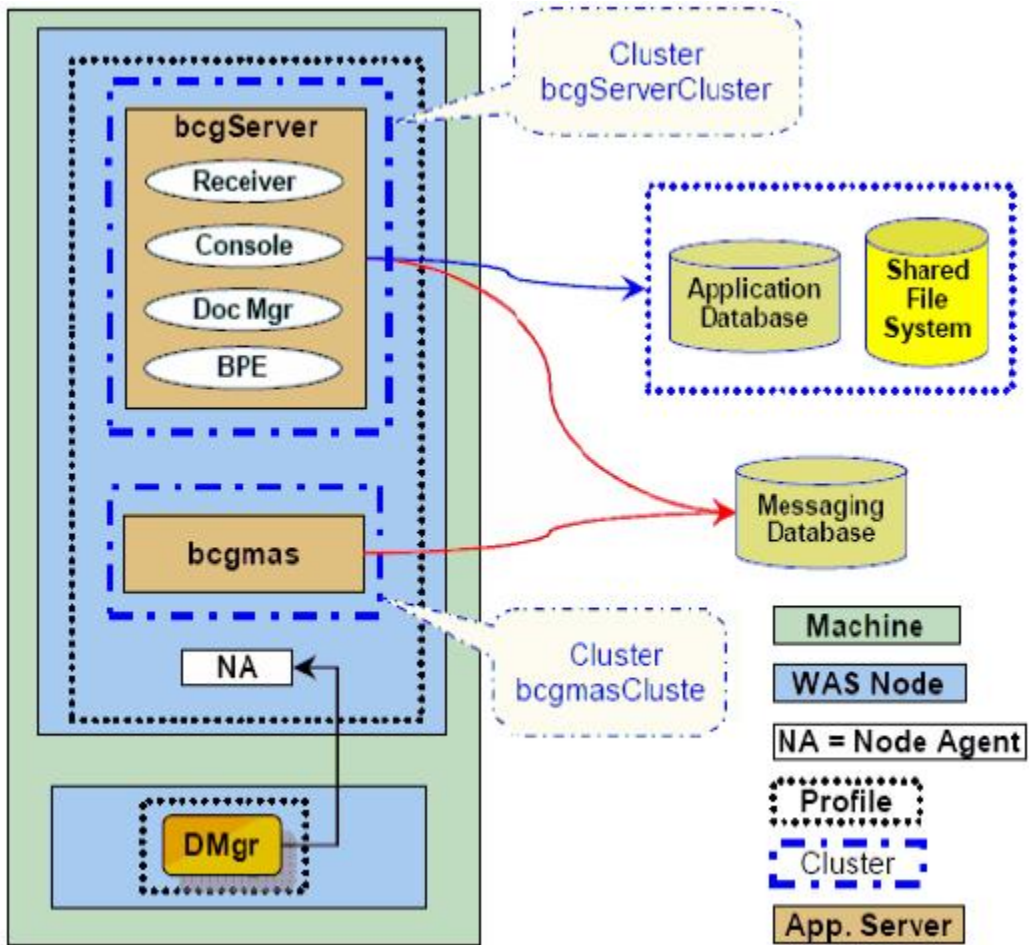 Cluster
bcgServerCluster
bcgServer
Receiver
Console
Doc Mgr
BPE
Application
Database
Shared
File
System
Messaging
Database
bcgmas
Cluster
bcgmasCluste
NA
DMgr
Machine
WAS Node
NA = Node Agent
Profile
Cluster
App. Server